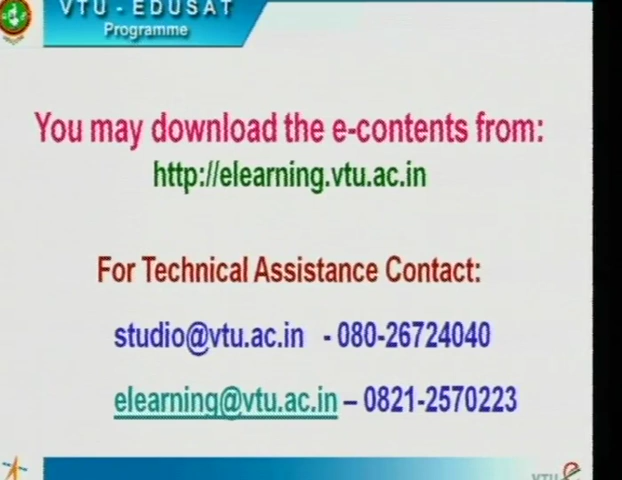 VTU - EDUSAT
Programme
You may download the e-contents from:
http://elearning.vtu.ac.in
For Technical Assistance Contact:
studio@vtu.ac.in - 080-26724040
elearning@vtu.ac.in – 0821-2570223
VTU e